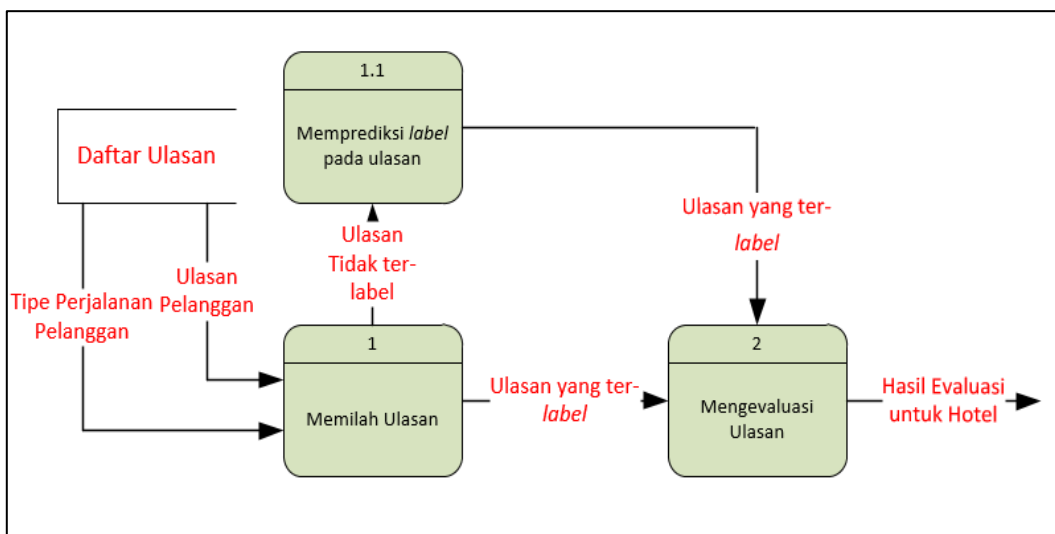 1.1
Memprediksi label
pada ulasan
Daftar Ulasan
Ulasan yang ter-
label
Ulasan
Tidak ter-
label
Ulasan
Pelanggan
Tipe Perjalanan
Pelanggan
1
Memilah Ulasan
Ulasan yang ter-
label
2
Mengevaluasi
Ulasan
Hasil Evaluasi
untuk Hotel